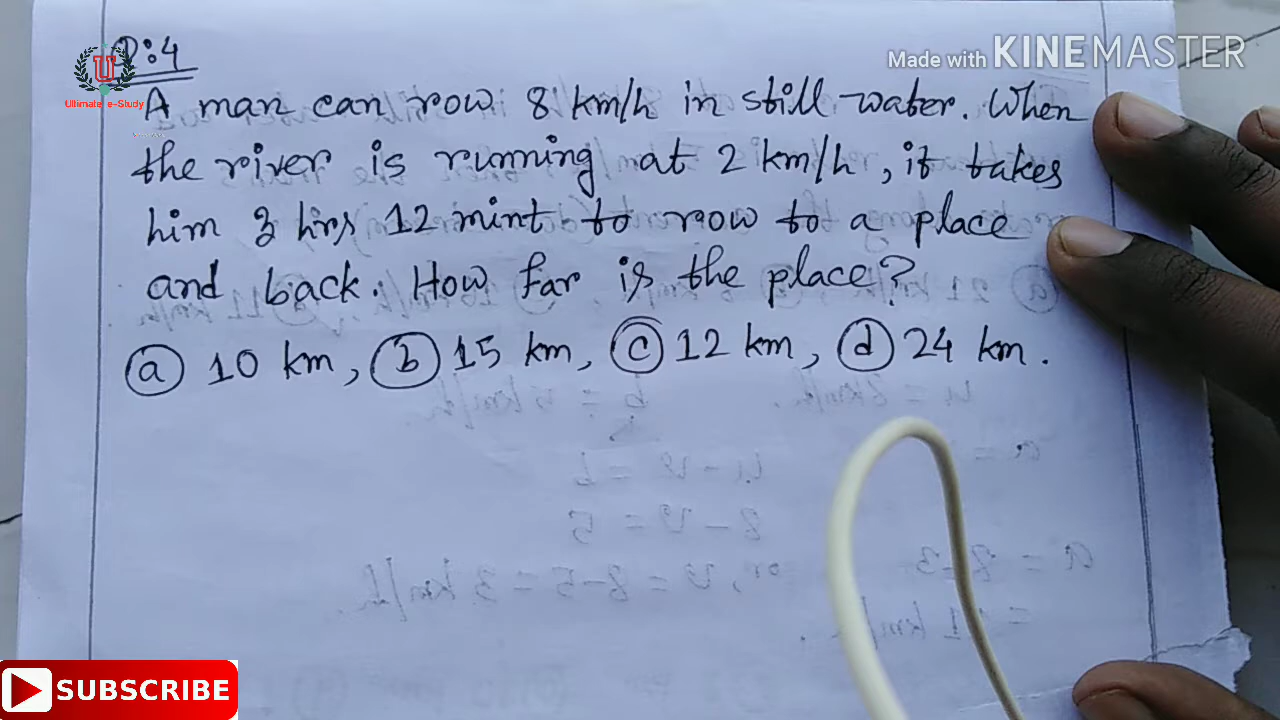 Q:4
U
Ultimate e-Study
Made with KINEMASTER
A man can row 8 km/h in still water. When
the river is running at 2 km/h, it takes
him 3 hrs 12 mint to row to a place
and back. How far is the place?
(a) 10 km, (b) 15 km, (c) 12 km, (d) 24 km.
SUBSCRIBE